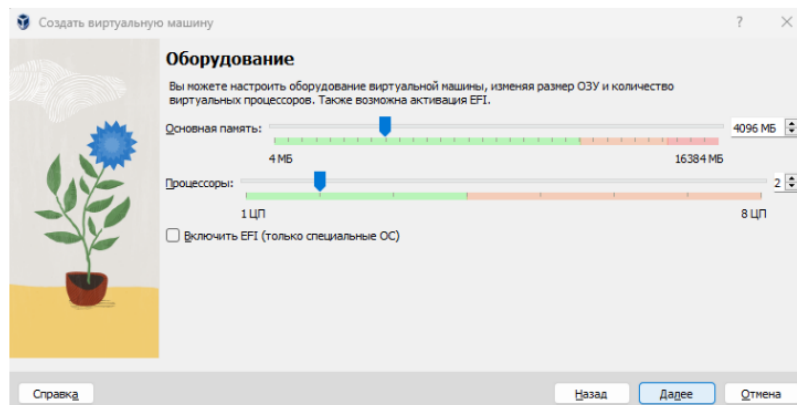 Создать виртуальную машину
Оборудование
Вы можете настроить оборудование виртуальной машины, изменяя размер ОЗУ и количество
виртуальных процессоров. Также возможна активация EFI.
Основная память: 4096 МБ
4 МБ 16384 МБ
Процессоры: 2
1 ЦП 8 ЦП
Включить EFI (только специальные ОС)
Справка Назад Далее Отмена